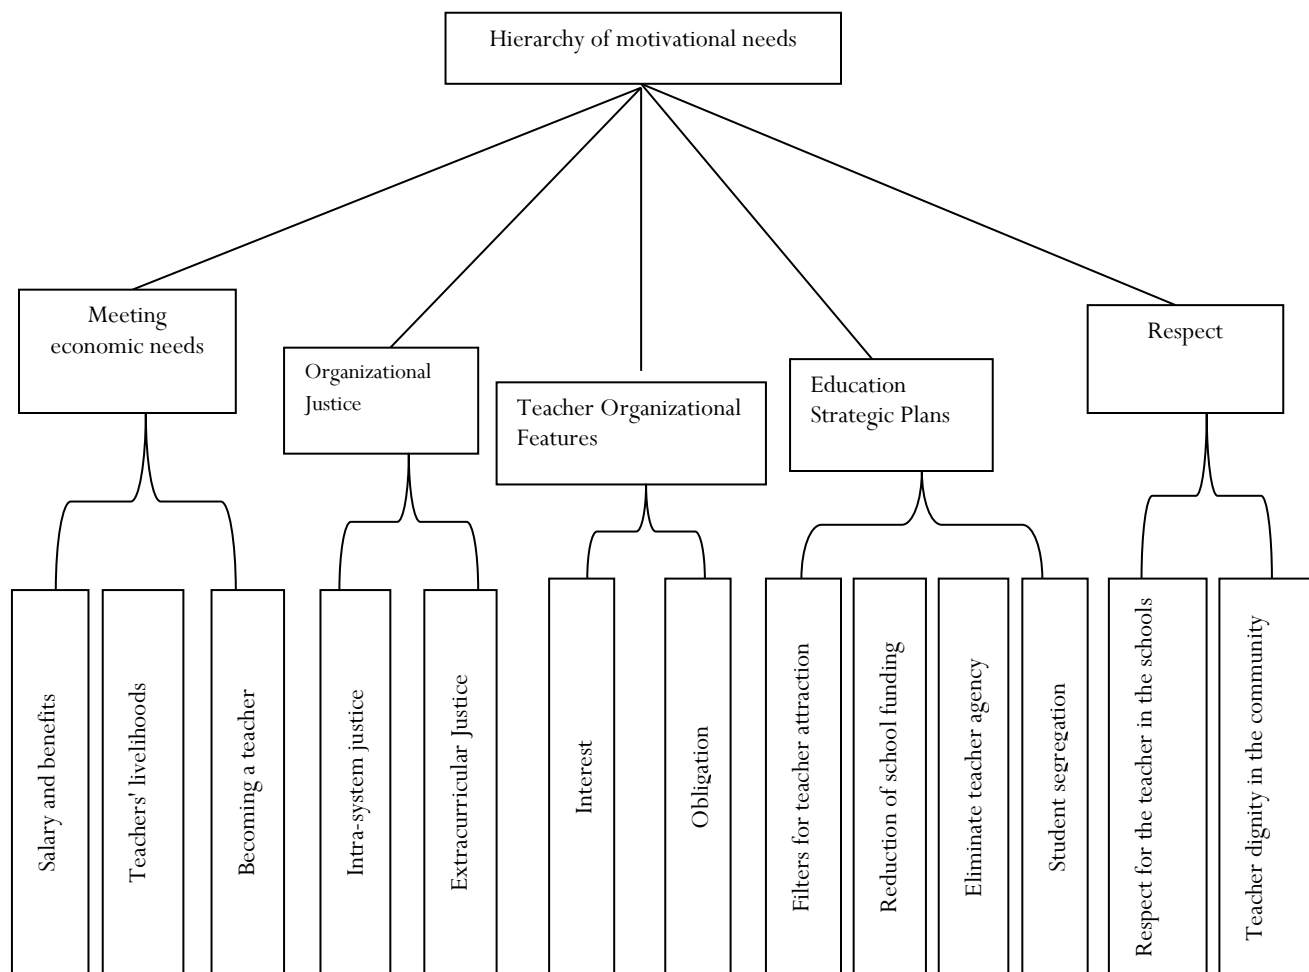 Hierarchy of motivational needs
Meeting
economic needs
Organizational
Justice
Teacher Organizational
Features
Education
Strategic Plans
Respect
Salary and benefits
Teachers' livelihoods
Becoming a teacher
Intra-system justice
Extracurricular Justice
Interest
Obligation
Filters for teacher attraction
Reduction of school funding
Eliminate teacher agency
Student segregation
Respect for the teacher in the schools
Teacher dignity in the community